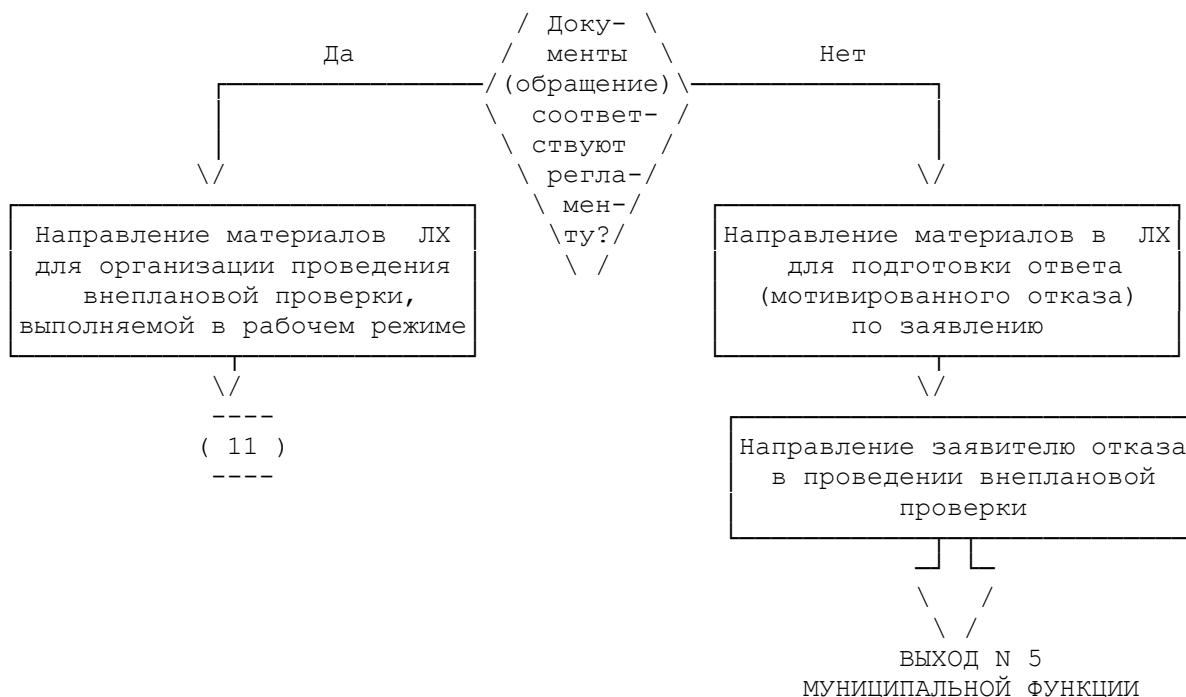 Да
Доку-
менты
(обращение)
соответ-
ствуют
регла-
мен-
ту?
Нет
Направление материалов ЛХ
для организации проведения
внеплановой проверки,
выполняемой в рабочем режиме
( 11 )
Направление материалов в ЛХ
для подготовки ответа
(мотивированного отказа)
по заявлению
Направление заявителю отказа
в проведении внеплановой
проверки
ВЫХОД N 5
МУНИЦИПАЛЬНОЙ ФУНКЦИИ